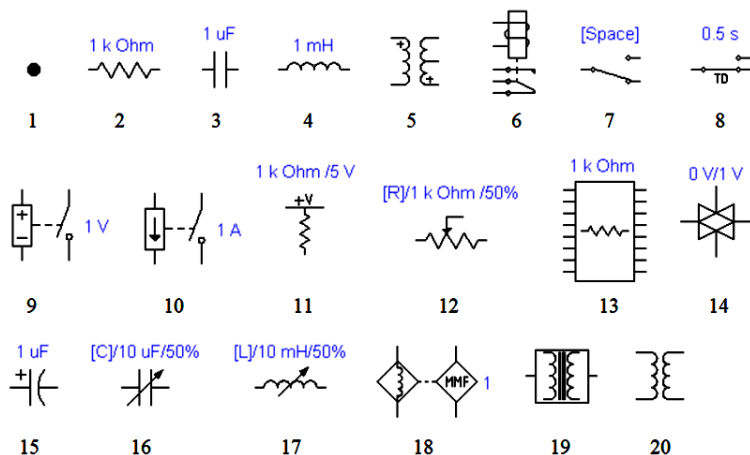 1 k Ohm 1 uF 1 mH [Space] 0.5 s
+ +
TD
1 2 3 4 5 6 7 8
1 k Ohm /5 V [R]/1 k Ohm /50% 1 k Ohm 0 V/1 V
+V
+ − 1 V 1 A
9 10 11 12 13 14
1 uF [C]/10 uF/50% [L]/10 mH/50%
+ MMF 1
15 16 17 18 19 20